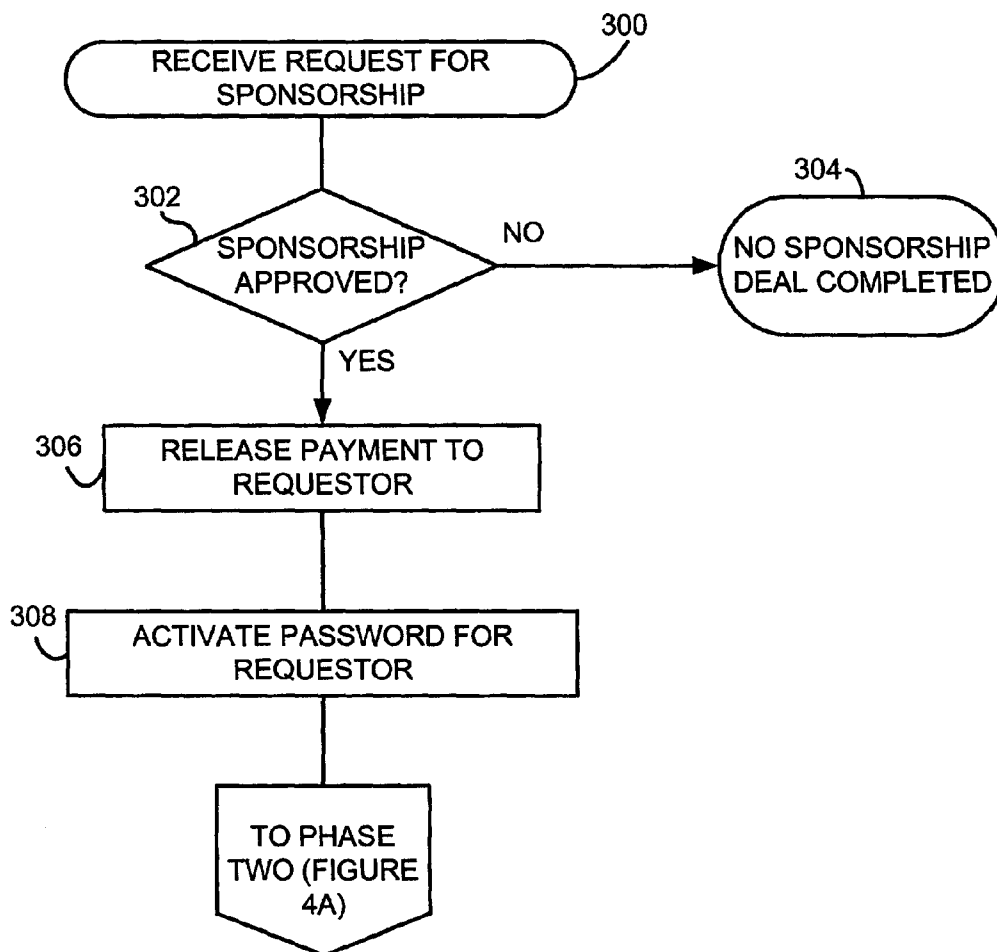 300
RECEIVE REQUEST FOR
SPONSORSHIP
302
SPONSORSHIP
APPROVED?
NO
304
NO SPONSORSHIP
DEAL COMPLETED
YES
306
RELEASE PAYMENT TO
REQUESTOR
308
ACTIVATE PASSWORD FOR
REQUESTOR
TO PHASE
TWO (FIGURE
4A)